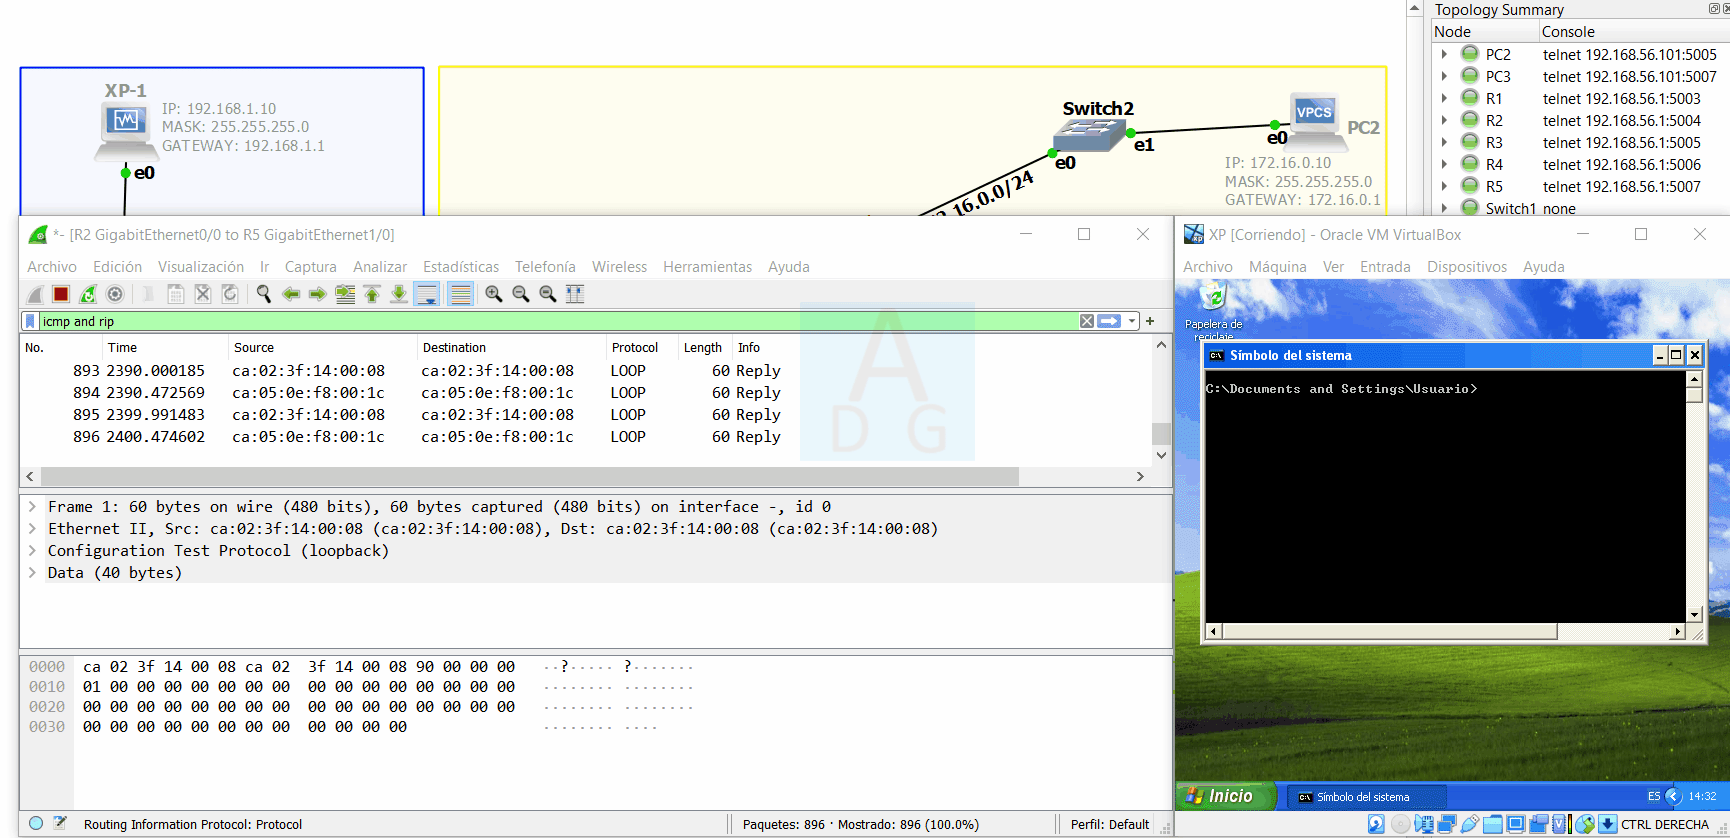 Topology Summary
Node Console
PC2 telnet 192.168.56.101:5005
PC3 telnet 192.168.56.101:5007
R1 telnet 192.168.56.1:5003
R2 telnet 192.168.56.1:5004
R3 telnet 192.168.56.1:5005
R4 telnet 192.168.56.1:5006
R5 telnet 192.168.56.1:5007
Switch1 none
XP-1
IP: 192.168.1.10
MASK: 255.255.255.0
GATEWAY: 192.168.1.1
e0
Switch2
e0
e1
.16.0.0/24
VPCS
e0
PC2
IP: 172.16.0.10
MASK: 255.255.255.0
GATEWAY: 172.16.0.1
*- [R2 GigabitEthernet0/0 to R5 GigabitEthernet1/0]
Archivo Edición Visualización Ir Captura Analizar Estadísticas Telefonía Wireless Herramientas Ayuda
icmp and rip
No. Time Source Destination Protocol Length Info
893 2390.000185 ca:02:3f:14:00:08 ca:02:3f:14:00:08 LOOP 60 Reply
894 2390.472569 ca:05:0e:f8:00:1c ca:05:0e:f8:00:1c LOOP 60 Reply
895 2399.991483 ca:02:3f:14:00:08 ca:02:3f:14:00:08 LOOP 60 Reply
896 2400.474602 ca:05:0e:f8:00:1c ca:05:0e:f8:00:1c LOOP 60 Reply
A
D G
Frame 1: 60 bytes on wire (480 bits), 60 bytes captured (480 bits) on interface -, id 0
Ethernet II, Src: ca:02:3f:14:00:08 (ca:02:3f:14:00:08), Dst: ca:02:3f:14:00:08 (ca:02:3f:14:00:08)
Configuration Test Protocol (loopback)
Data (40 bytes)
0000 ca 02 3f 14 00 08 ca 02 3f 14 00 08 90 00 00 00 ··?····· ?·······
0010 01 00 00 00 00 00 00 00 00 00 00 00 00 00 00 00 ········ ········
0020 00 00 00 00 00 00 00 00 00 00 00 00 00 00 00 00 ········ ········
0030 00 00 00 00 00 00 00 00 00 00 00 00 ········ ····
Routing Information Protocol: Protocol
Paquetes: 896 · Mostrado: 896 (100.0%)
Perfil: Default
XP [Corriendo] - Oracle VM VirtualBox
Archivo Máquina Ver Entrada Dispositivos Ayuda
Papelera de
reciclaje
Símbolo del sistema
C:\Documents and Settings\Usuario>
Inicio
Símbolo del sistema
ES
14:32
CTRL DERECHA